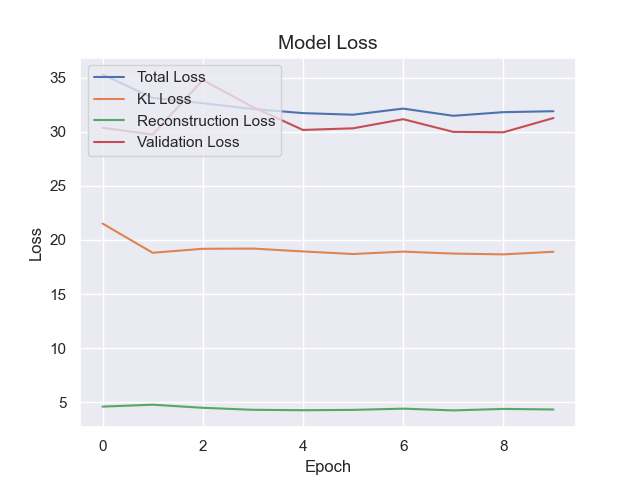 Model Loss
Total Loss
KL Loss
Reconstruction Loss
Validation Loss
35
30
25
20
15
10
5
Loss
0 2 4 6 8
Epoch